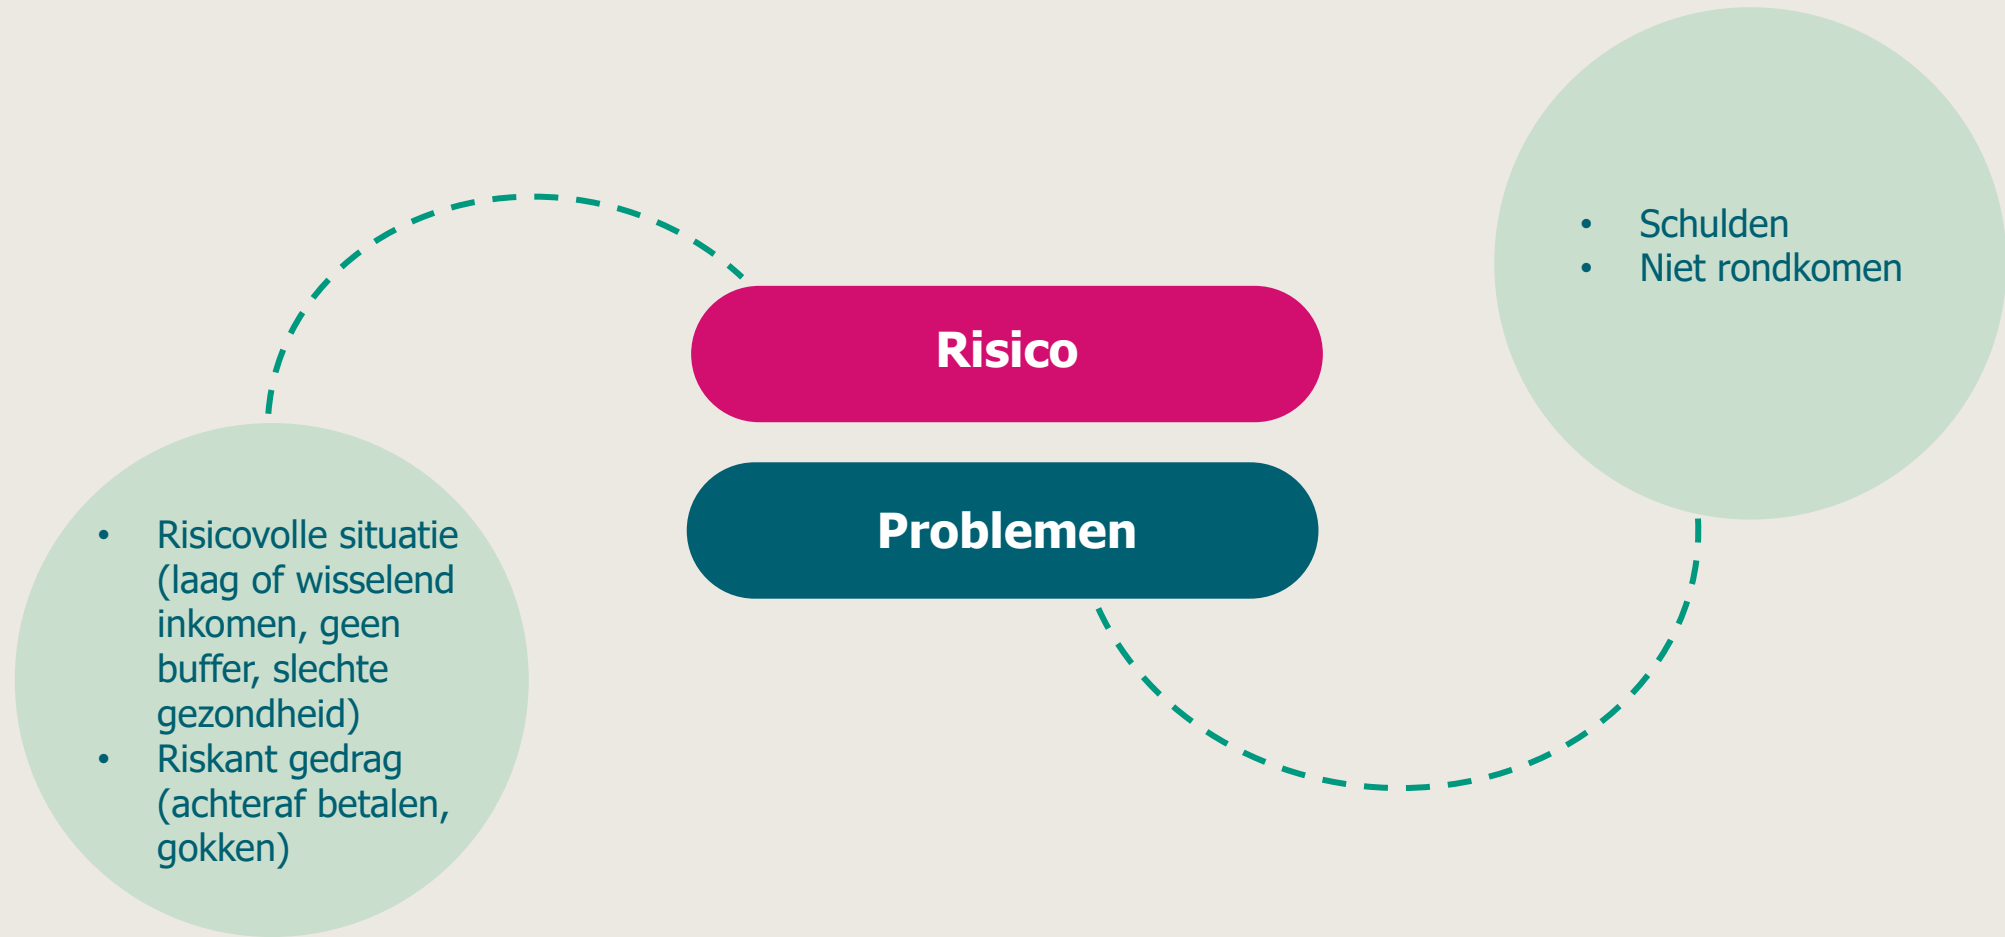 Risico
Problemen
• Risicovolle situatie
(laag of wisselend
inkomen, geen
buffer, slechte
gezondheid)
• Riskant gedrag
(achteraf betalen,
gokken)
• Schulden
• Niet rondkomen